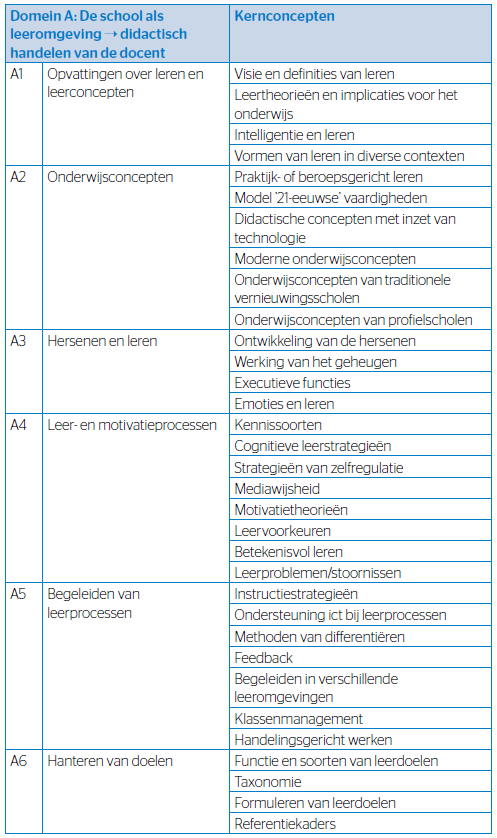 Domein A: De school als
leeromgeving → didactisch
handelen van de docent
Kernconcepten
A1
Opvattingen over leren en
leerconcepten
Visie en definities van leren
Leertheorieën en implicaties voor het
onderwijs
Intelligentie en leren
Vormen van leren in diverse contexten
A2
Onderwijsconcepten
Praktijk- of beroepsgericht leren
Model '21-eeuwse' vaardigheden
Didactische concepten met inzet van
technologie
Moderne onderwijsconcepten
Onderwijsconcepten van traditionele
vernieuwingsscholen
Onderwijsconcepten van profielscholen
A3
Hersenen en leren
Ontwikkeling van de hersenen
Werking van het geheugen
Executieve functies
Emoties en leren
A4
Leer- en motivatieprocessen
Kennissoorten
Cognitieve leerstrategieën
Strategieën van zelfregulatie
Mediawijsheid
Motivatietheorieën
Leervoorkeuren
Betekenisvol leren
Leerproblemen/stoornissen
A5
Begeleiden van
leerprocessen
Instructiestrategieën
Ondersteuning ict bij leerprocessen
Methoden van differentiëren
Feedback
Begeleiden in verschillende
leeromgevingen
Klassenmanagement
Handelingsgericht werken
A6
Hanteren van doelen
Functie en soorten van leerdoelen
Taxonomie
Formuleren van leerdoelen
Referentiekaders